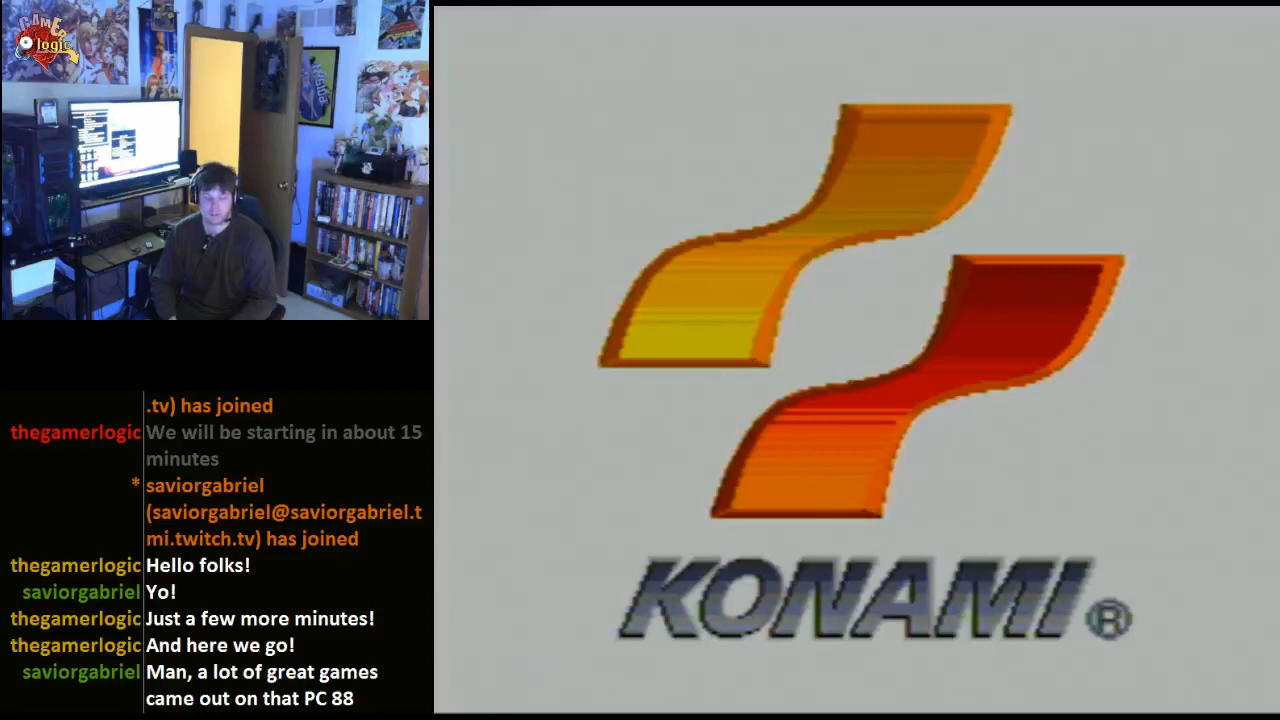 GAMER
logic
.tv) has joined
thegamerlogic We will be starting in about 15
minutes
* saviorgabriel
(saviorgabriel@saviorgabriel.t
mi.twitch.tv) has joined
thegamerlogic Hello folks!
saviorgabriel Yo!
thegamerlogic Just a few more minutes!
thegamerlogic And here we go!
saviorgabriel Man, a lot of great games
came out on that PC 88
KONAMI®